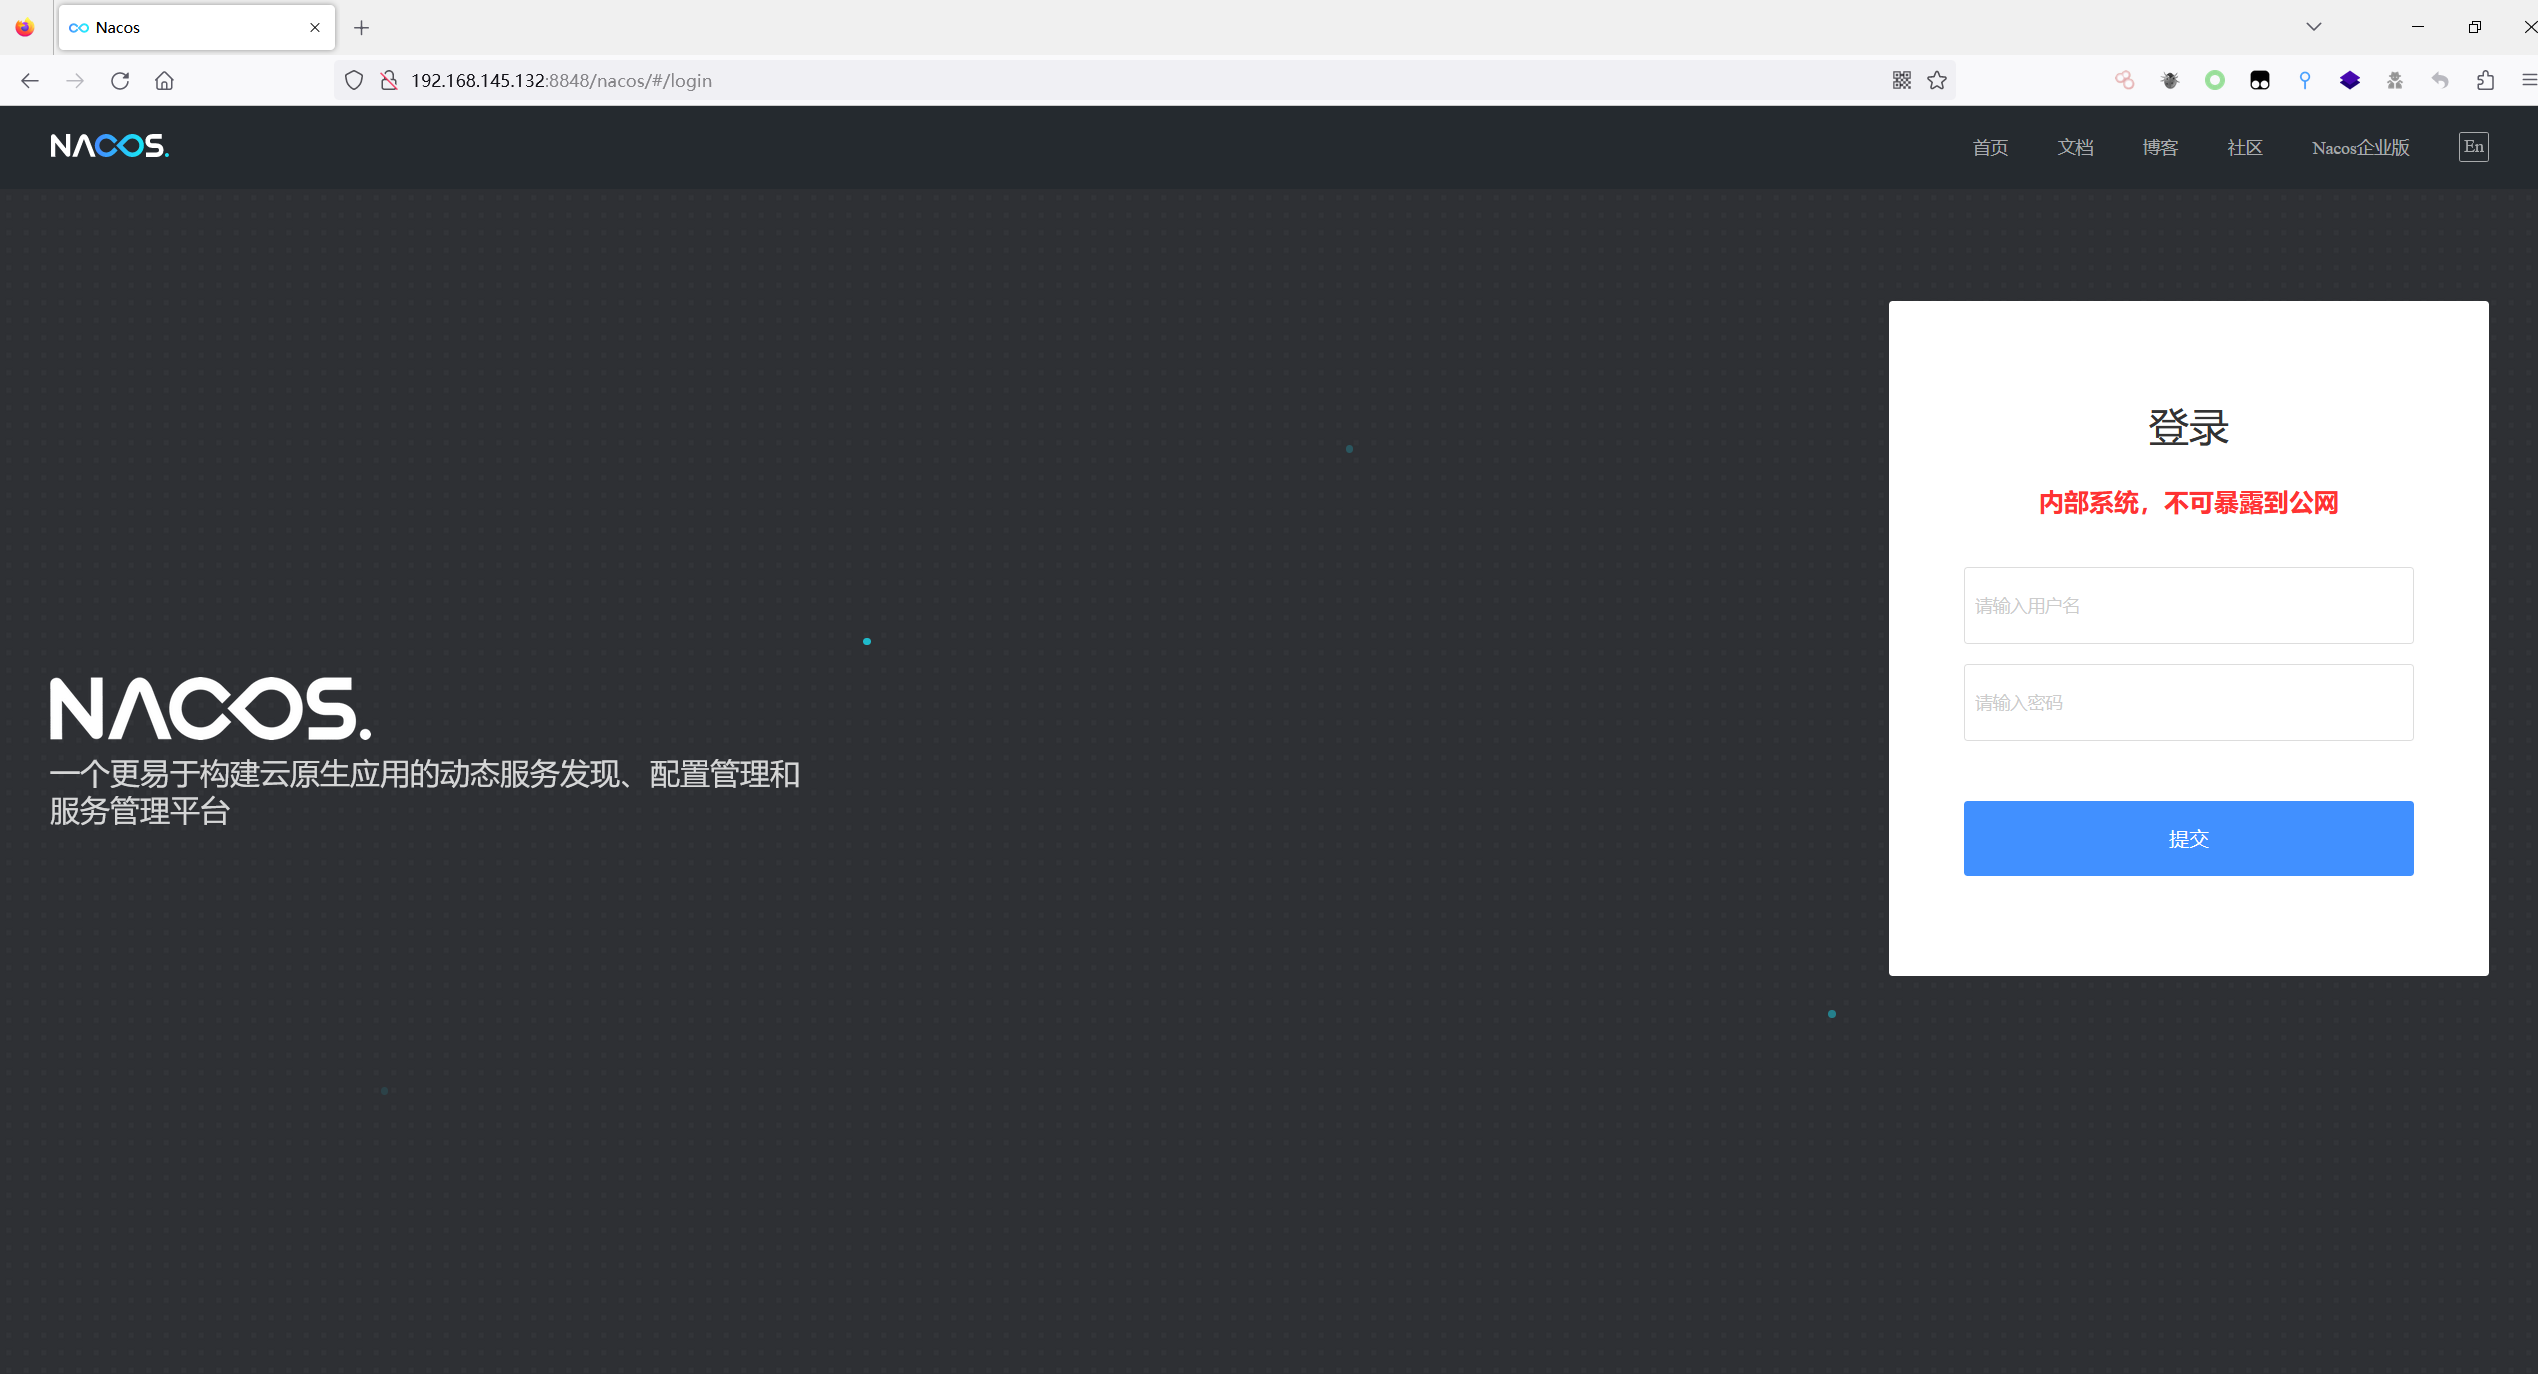 Nacos
192.168.145.132:8848/nacos/#/login
NACOS.
首页
文档
博客
社区
Nacos企业版
En
登录
内部系统，不可暴露到公网
请输入用户名
请输入密码
提交
NACOS.
一个更易于构建云原生应用的动态服务发现、配置管理和
服务管理平台